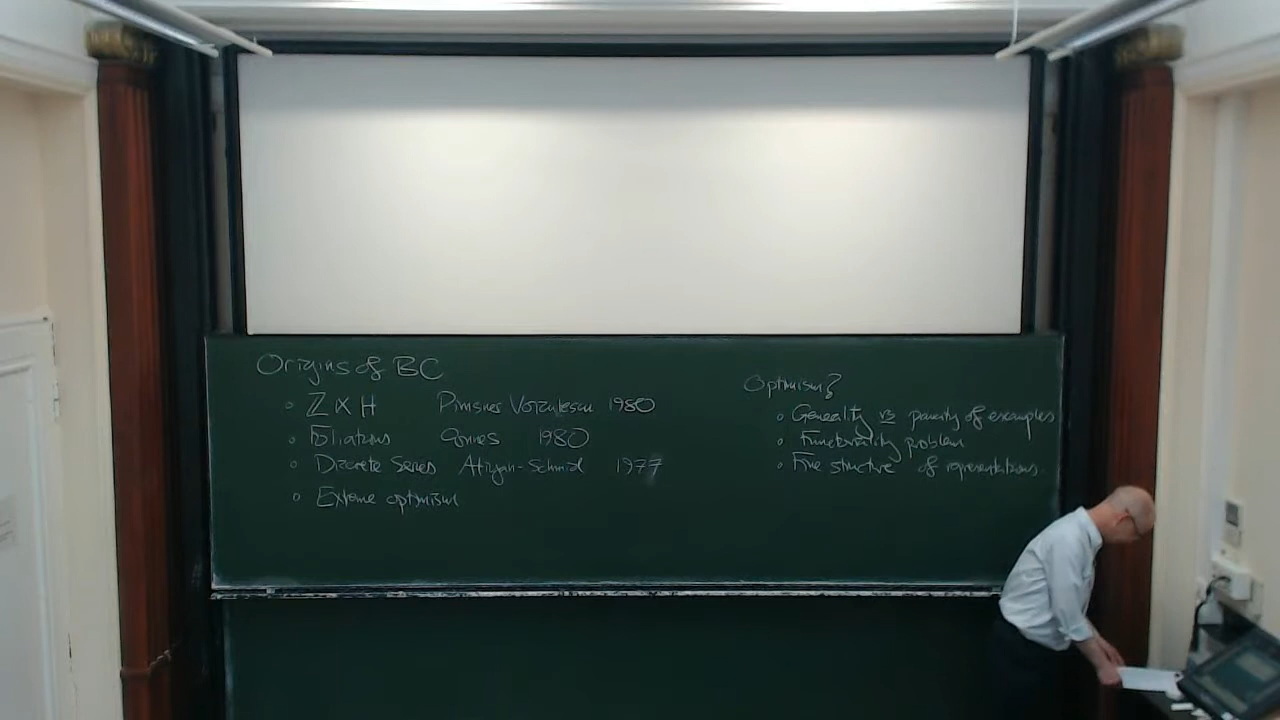 Origins of BC
◦ ℤ ⋊ H Pimsner Voiculescu 1980
◦ Foliations Connes 1980
◦ Discrete Series Atiyah-Schmid 1977
◦ Extreme optimism
Optimism?
◦ Generality vs paucity of examples
◦ Functoriality problem
◦ Fine structure of representations.